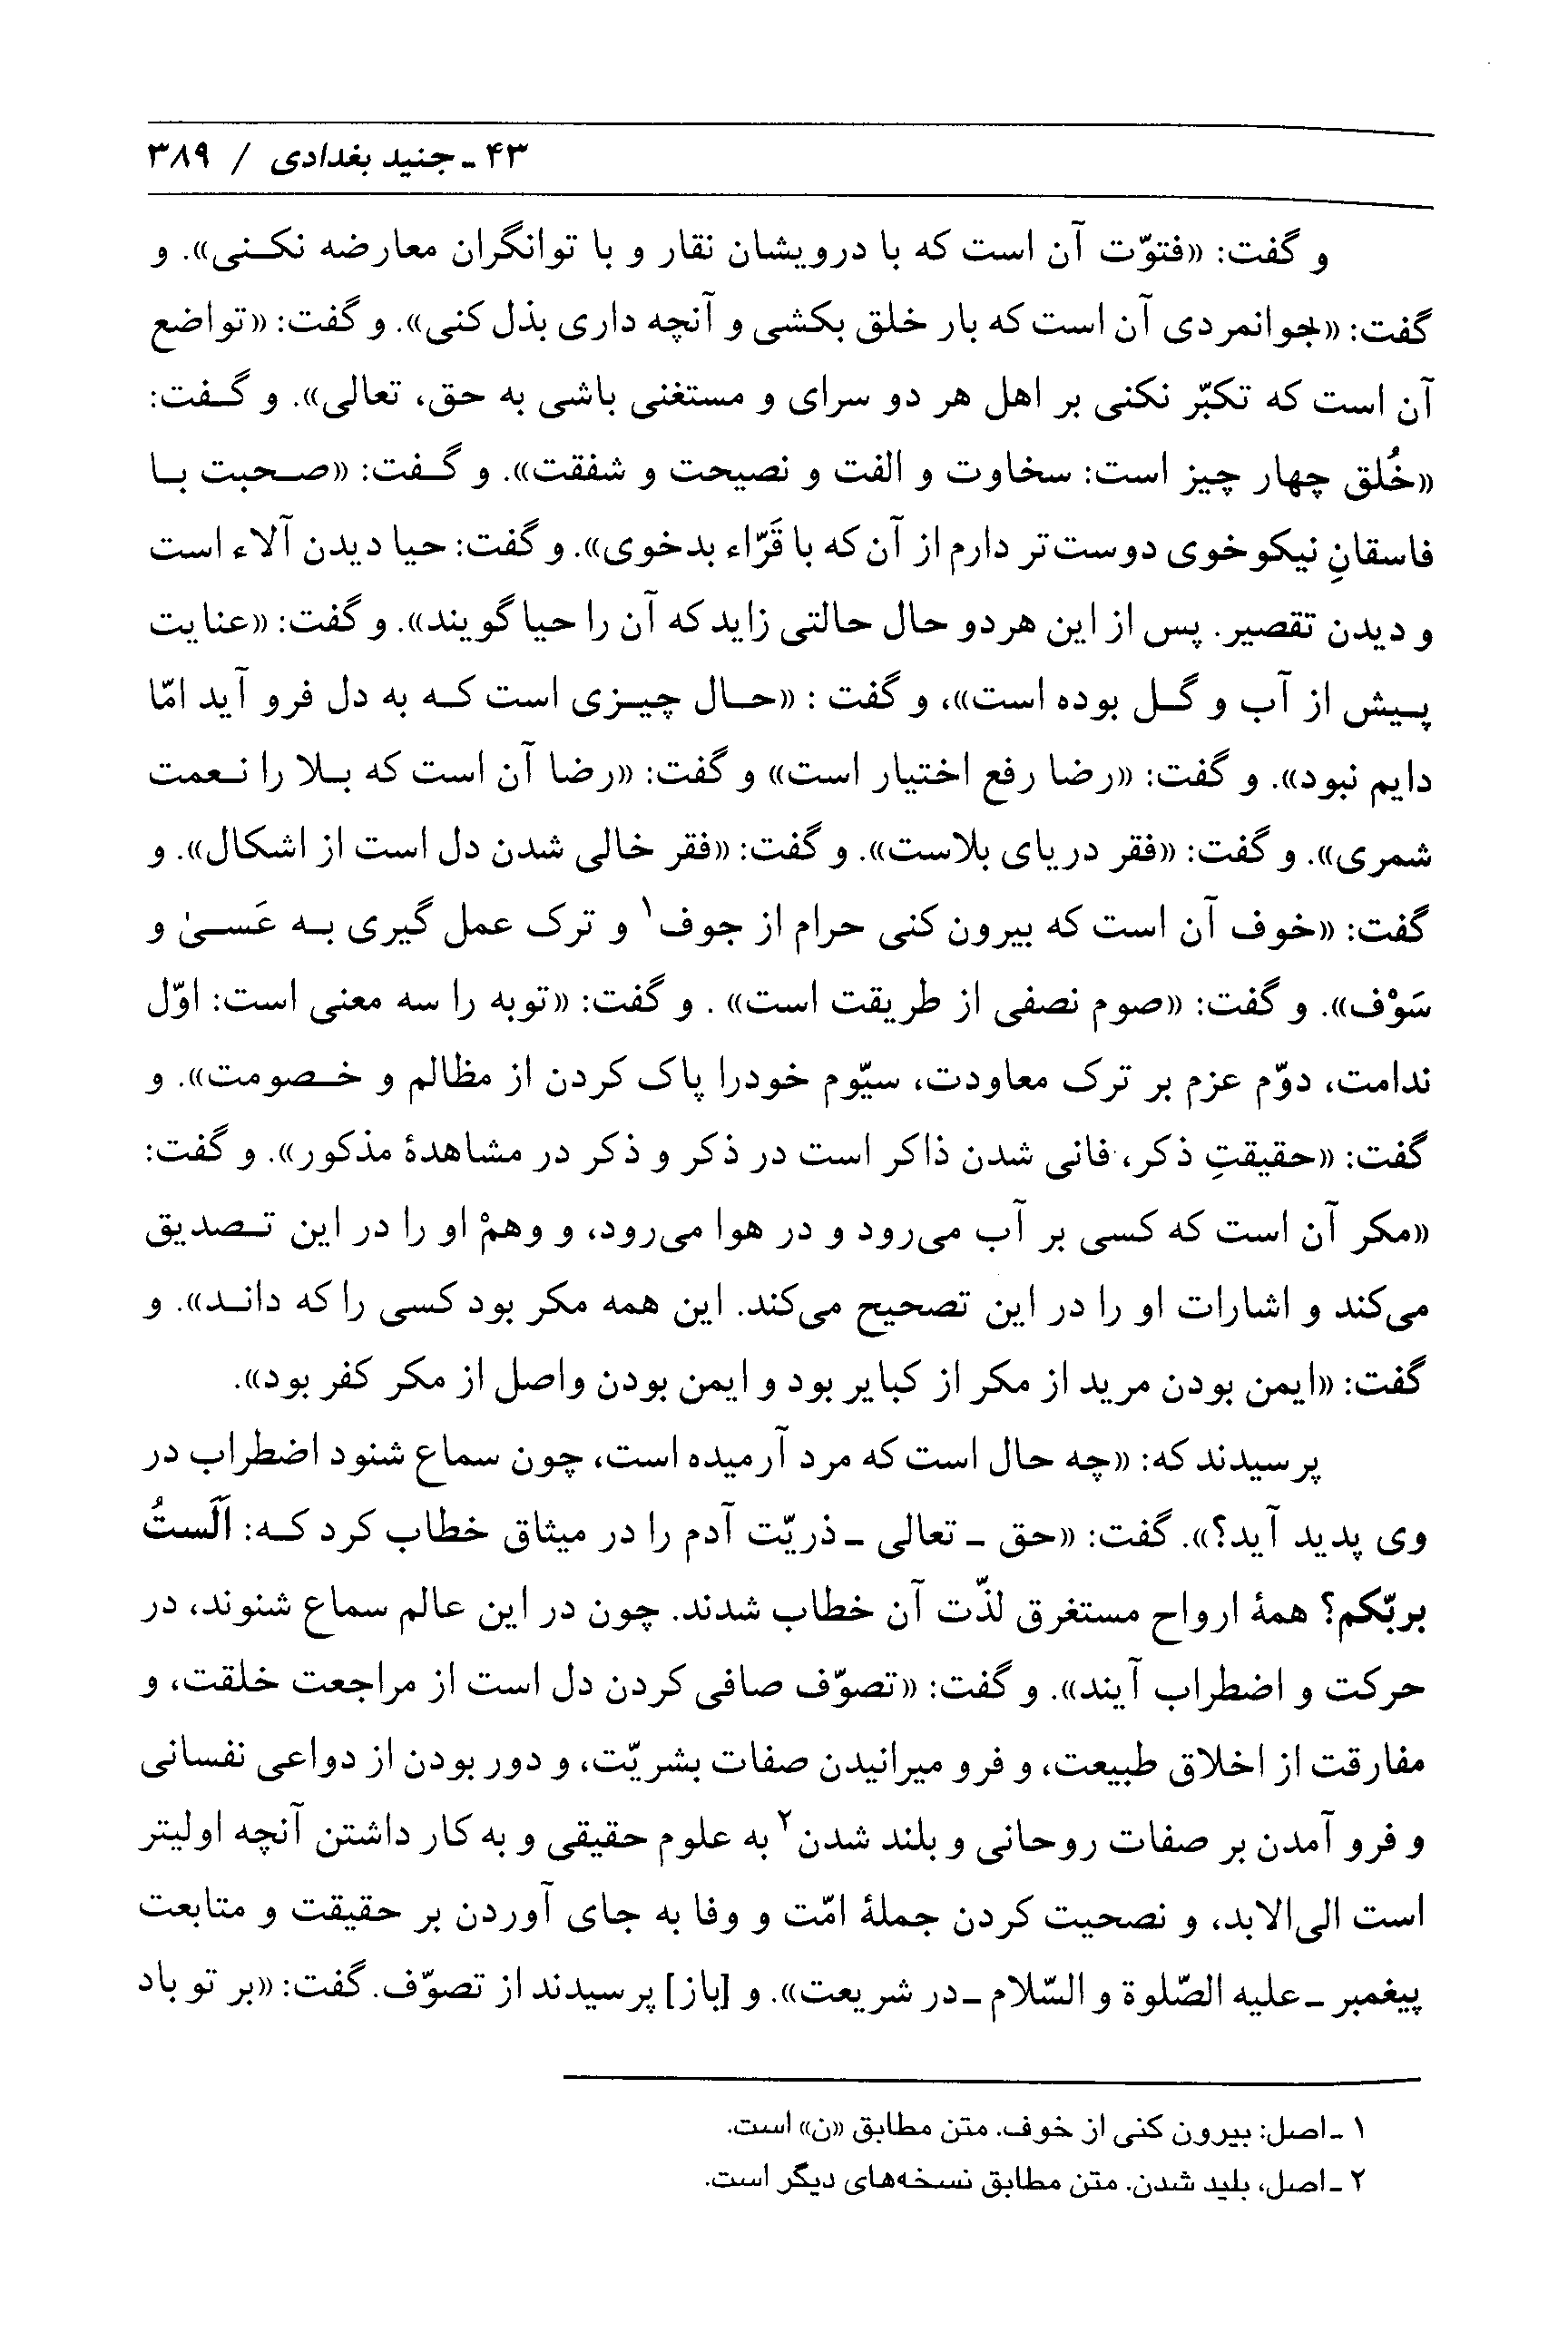 ۴۳ ـ جنید بغدادی / ۳۸۹
و گفت: «فتوّت آن است که با درویشان نقار و با توانگران معارضه نکنی». و
گفت: «جوانمردی آن است که بار خلق بکشی و آنچه داری بذل کنی». و گفت: «تواضع
آن است که تکبّر نکنی بر اهل هر دو سرای و مستغنی باشی به حق، تعالی». و گفت:
«خُلق چهار چیز است: سخاوت و الفت و نصیحت و شفقت». و گفت: «صحبت با
فاسقانِ نیکوخوی دوست‌تر دارم از آن که با قَرّاء بدخوی». و گفت: حیا دیدن آلاء است
و دیدن تقصیر. پس از این هردو حال حالتی زاید که آن را حیا گویند». و گفت: «عنایت
پیش از آب و گل بوده است»، و گفت : «حال چیزی است که به دل فرو آید امّا
دایم نبود». و گفت: «رضا رفع اختیار است» و گفت: «رضا آن است که بلا را نعمت
شمری». و گفت: «فقر دریای بلاست». و گفت: «فقر خالی شدن دل است از اشکال». و
گفت: «خوف آن است که بیرون کنی حرام از جوف۱ و ترک عمل گیری به عَسیٰ و
سَوْف». و گفت: «صوم نصفی از طریقت است» . و گفت: «توبه را سه معنی است: اوّل
ندامت، دوّم عزم بر ترک معاودت، سیّوم خودرا پاک کردن از مظالم و خصومت». و
گفت: «حقیقتِ ذکر، فانی شدن ذاکر است در ذکر و ذکر در مشاهدهٔ مذکور». و گفت:
«مکر آن است که کسی بر آب می‌رود و در هوا می‌رود، و وهمْ او را در این تصدیق
می‌کند و اشارات او را در این تصحیح می‌کند. این همه مکر بود کسی را که داند». و
گفت: «ایمن بودن مرید از مکر از کبایر بود و ایمن بودن واصل از مکر کفر بود».
پرسیدند که: «چه حال است که مرد آرمیده است، چون سماع شنود اضطراب در
وی پدید آید؟». گفت: «حق ـ تعالی ـ ذریّت آدم را در میثاق خطاب کرد که: اَلَستُ
بربّکم؟ همهٔ ارواح مستغرق لذّت آن خطاب شدند. چون در این عالم سماع شنوند، در
حرکت و اضطراب آیند». و گفت: «تصوّف صافی کردن دل است از مراجعت خلقت، و
مفارقت از اخلاق طبیعت، و فرو میرانیدن صفات بشریّت، و دور بودن از دواعی نفسانی
و فرو آمدن بر صفات روحانی و بلند شدن۲ به علوم حقیقی و به کار داشتن آنچه اولیتر
است الی‌الابد، و نصحیت کردن جملهٔ امّت و وفا به جای آوردن بر حقیقت و متابعت
پیغمبر ـ علیه الصّلوة و السّلام ـ در شریعت». و [باز] پرسیدند از تصوّف. گفت: «بر تو باد
۱ ـ اصل: بیرون کنی از خوف. متن مطابق «ن» است.
۲ ـ اصل، بلید شدن. متن مطابق نسخه‌های دیگر است.